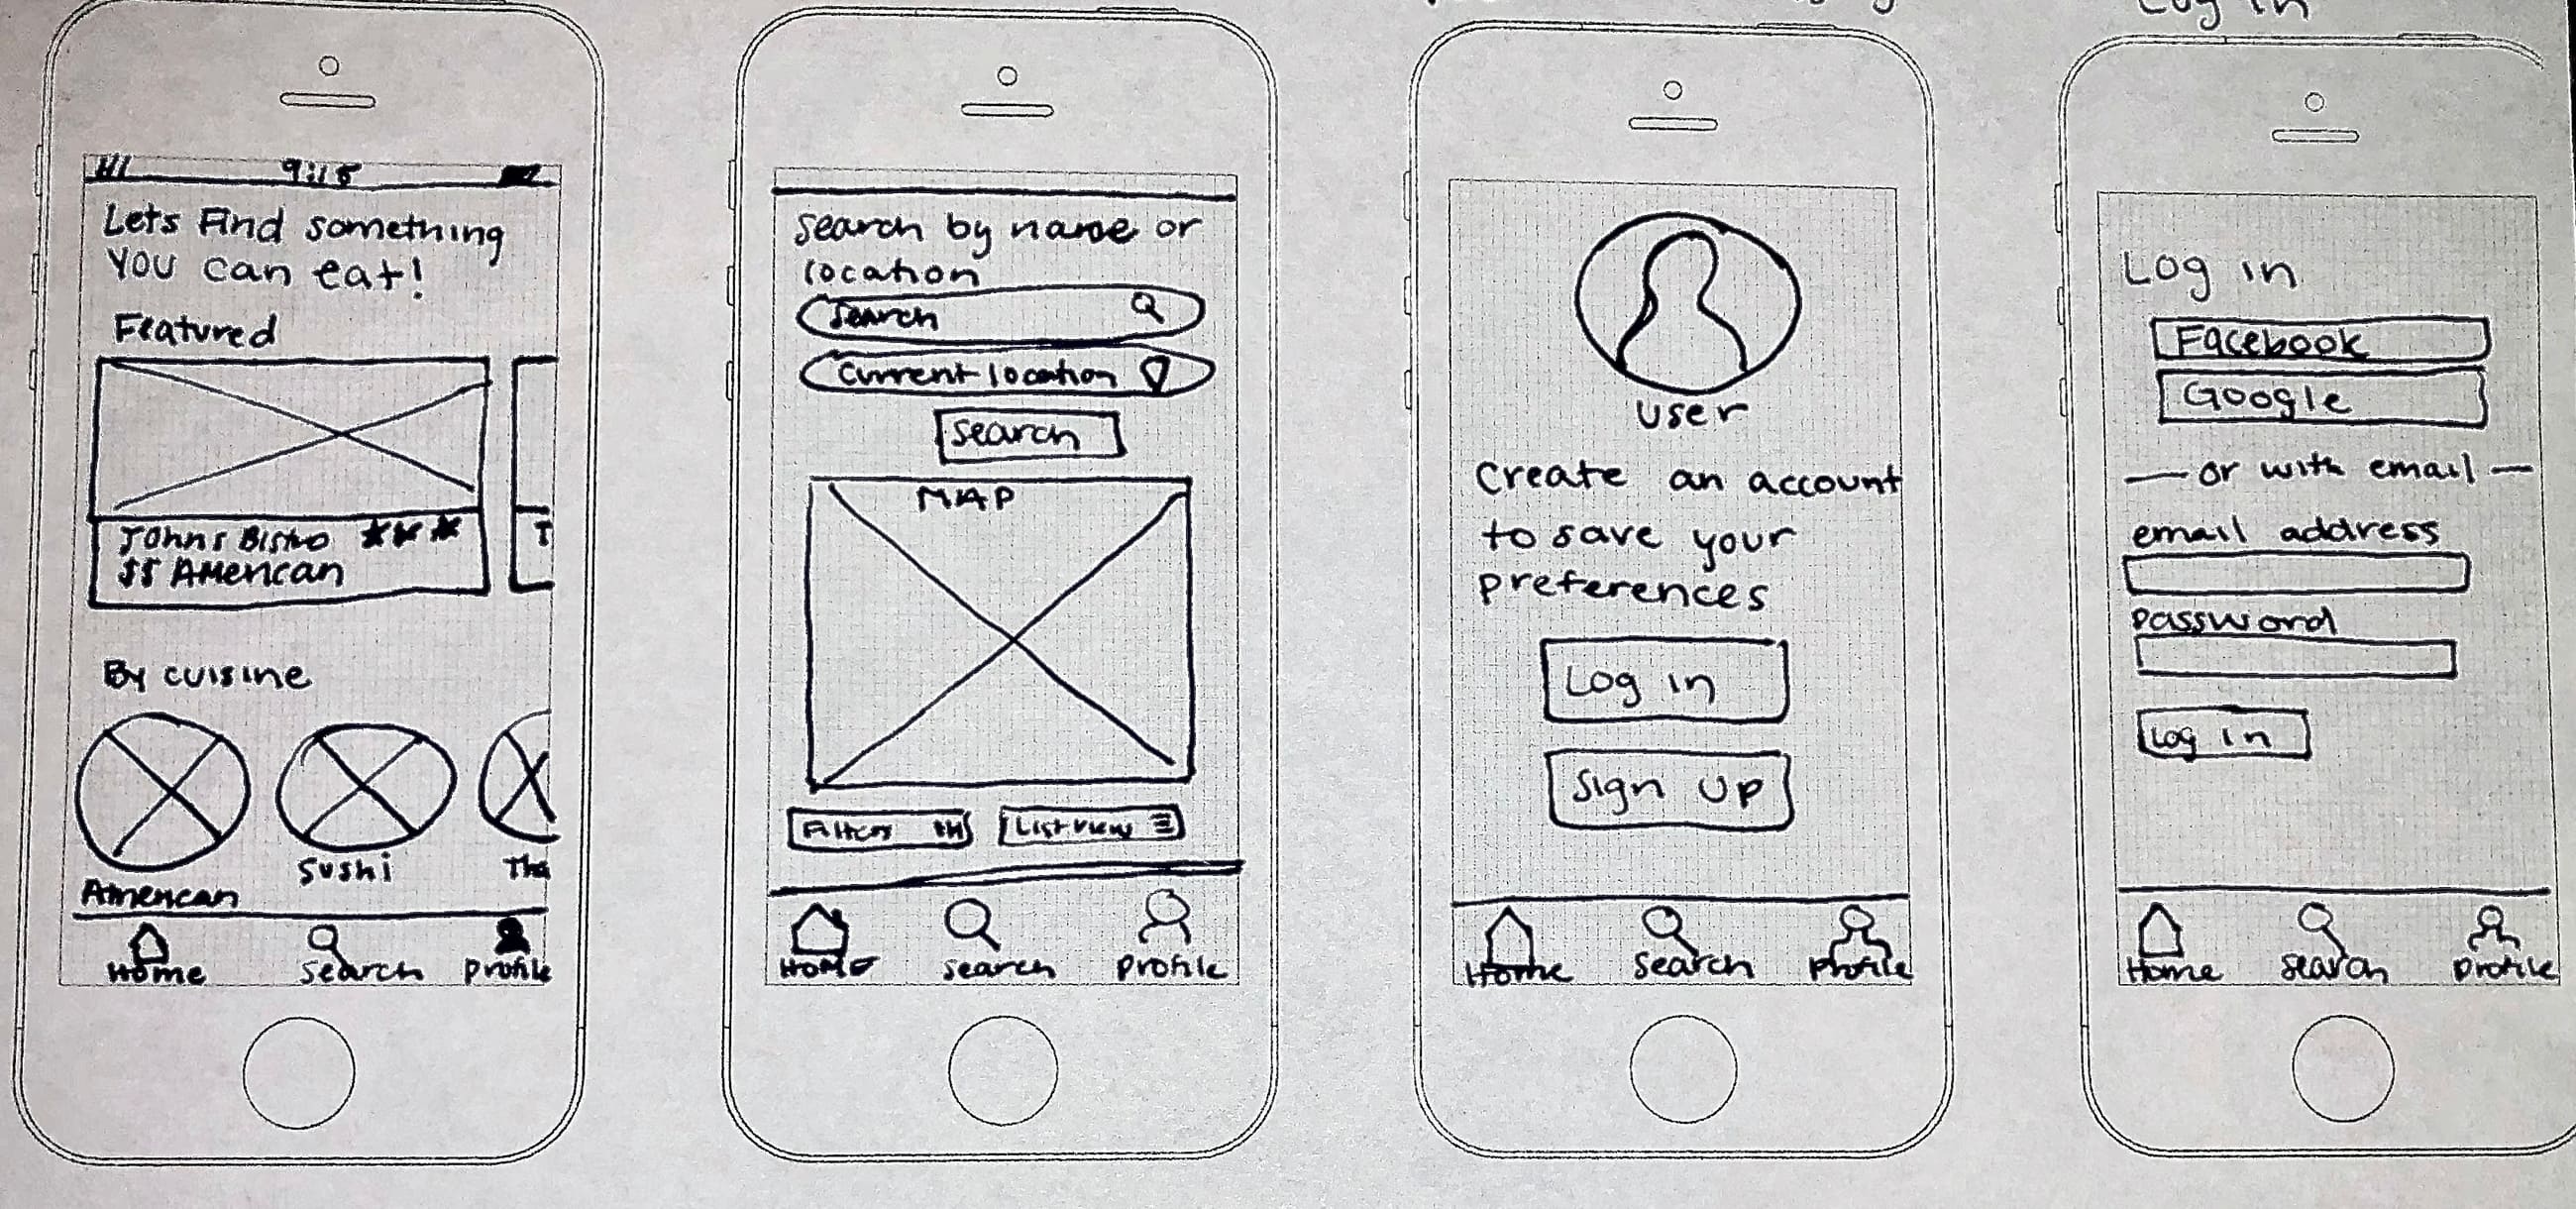 Log in
9:15
Lets Find something
you can eat!
Featured
Johns Bistro
$$ American
T
By cuisine
American
Sushi
Tha
Home
Search
Profile
search by name or
location
Search
Current location
Search
MAP
Filters
List view
Home
Search
Profile
User
Create an account
to save your
preferences
Log in
Sign Up
Home
Search
Profile
Log in
Facebook
Google
— or with email —
email address
password
Log in
Home
Search
Profile